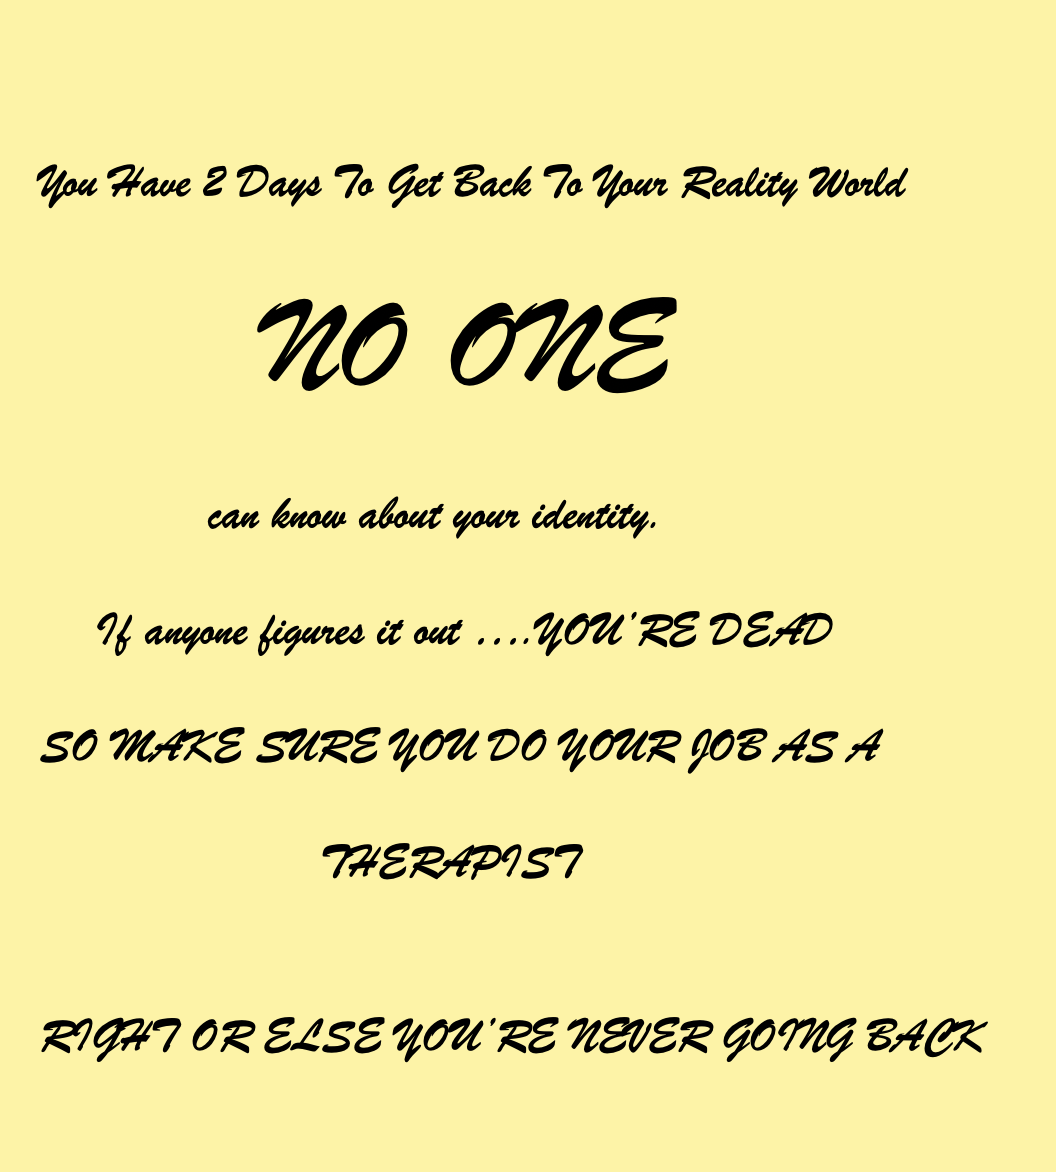 You Have 2 Days To Get Back To Your Reality World
NO ONE
can know about your identity.
If anyone figures it out ....YOU'RE DEAD
SO MAKE SURE YOU DO YOUR JOB AS A
THERAPIST
RIGHT OR ELSE YOU'RE NEVER GOING BACK